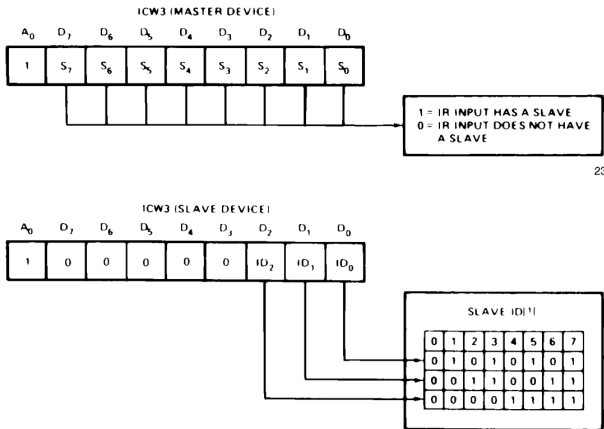 ICW3 (MASTER DEVICE)
A0 D7 D6 D5 D4 D3 D2 D1 D0
1 S7 S6 S5 S4 S3 S2 S1 S0
1 = IR INPUT HAS A SLAVE
0 = IR INPUT DOES NOT HAVE
A SLAVE
23
ICW3 (SLAVE DEVICE)
A0 D7 D6 D5 D4 D3 D2 D1 D0
1 0 0 0 0 0 ID2 ID1 ID0
SLAVE ID[1]
0 1 2 3 4 5 6 7
0 1 0 1 0 1 0 1
0 0 1 1 0 0 1 1
0 0 0 0 1 1 1 1